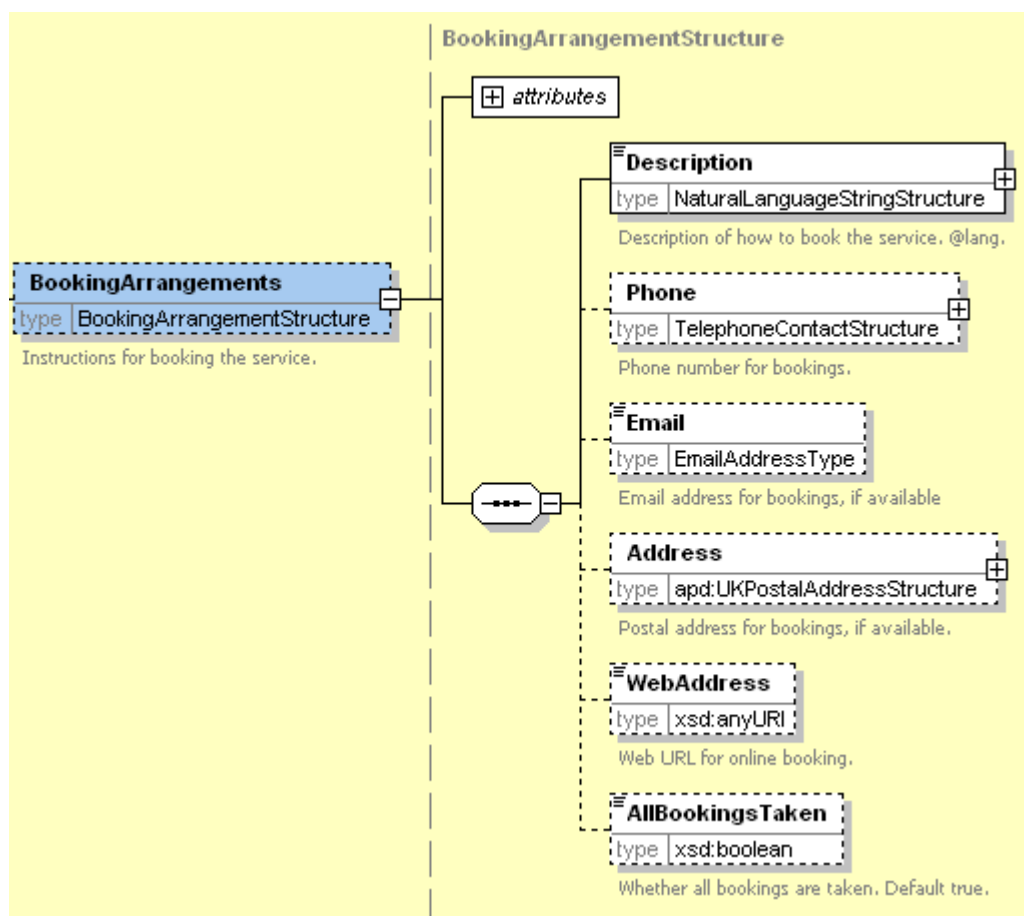 BookingArrangementStructure
attributes
Description
type NaturalLanguageStringStructure
Description of how to book the service. @lang.
BookingArrangements
type BookingArrangementStructure
Instructions for booking the service.
Phone
type TelephoneContactStructure
Phone number for bookings.
Email
type EmailAddressType
Email address for bookings, if available
Address
type apd:UKPostalAddressStructure
Postal address for bookings, if available.
WebAddress
type xsd:anyURI
Web URL for online booking.
AllBookingsTaken
type xsd:boolean
Whether all bookings are taken. Default true.